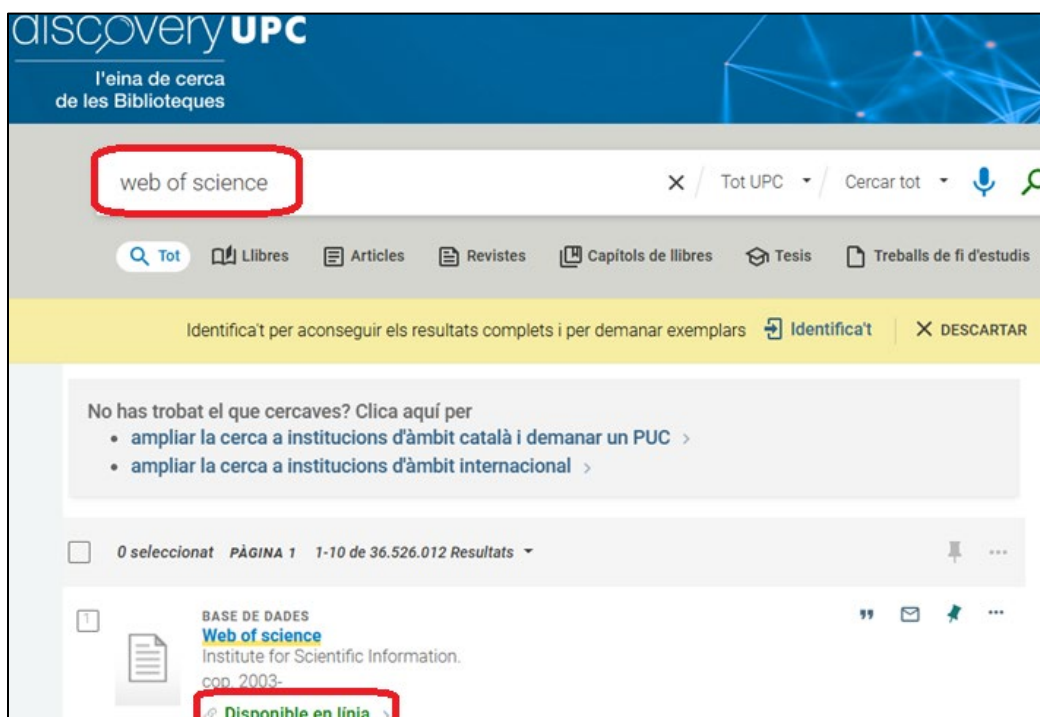 discovery UPC
l'eina de cerca
de les Biblioteques
web of science Tot UPC Cercar tot
Tot Llibres Articles Revistes Capítols de llibres Tesis Treballs de fi d'estudis
Identifica't per aconseguir els resultats complets i per demanar exemplars Identifica't DESCARTAR
No has trobat el que cercaves? Clica aquí per
• ampliar la cerca a institucions d'àmbit català i demanar un PUC >
• ampliar la cerca a institucions d'àmbit internacional >
0 seleccionat PÀGINA 1 1-10 de 36.526.012 Resultats
1
BASE DE DADES
Web of science
Institute for Scientific Information.
cop. 2003-
Disponible en línia >